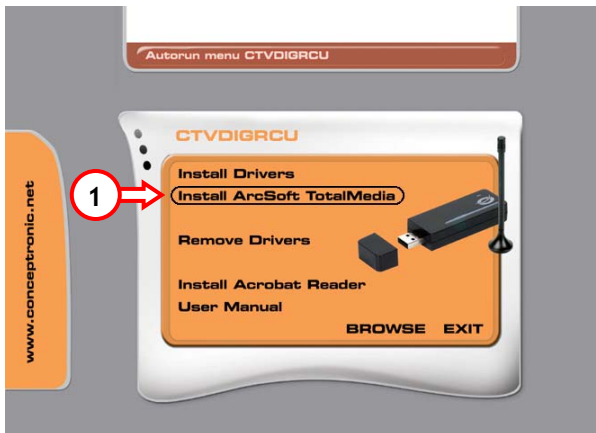 Autorun menu CTVDIGRCU
www.conceptronic.net
CTVDIGRCU
Install Drivers
1
Install ArcSoft TotalMedia
Remove Drivers
Install Acrobat Reader
User Manual
BROWSE EXIT